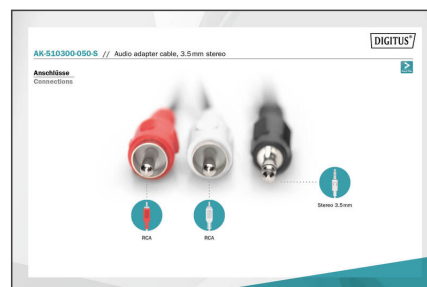 DIGITUS®
AK-510300-050-S // Audio adapter cable, 3.5mm stereo
Anschlüsse
Connections
Stereo 3.5mm
RCA
RCA